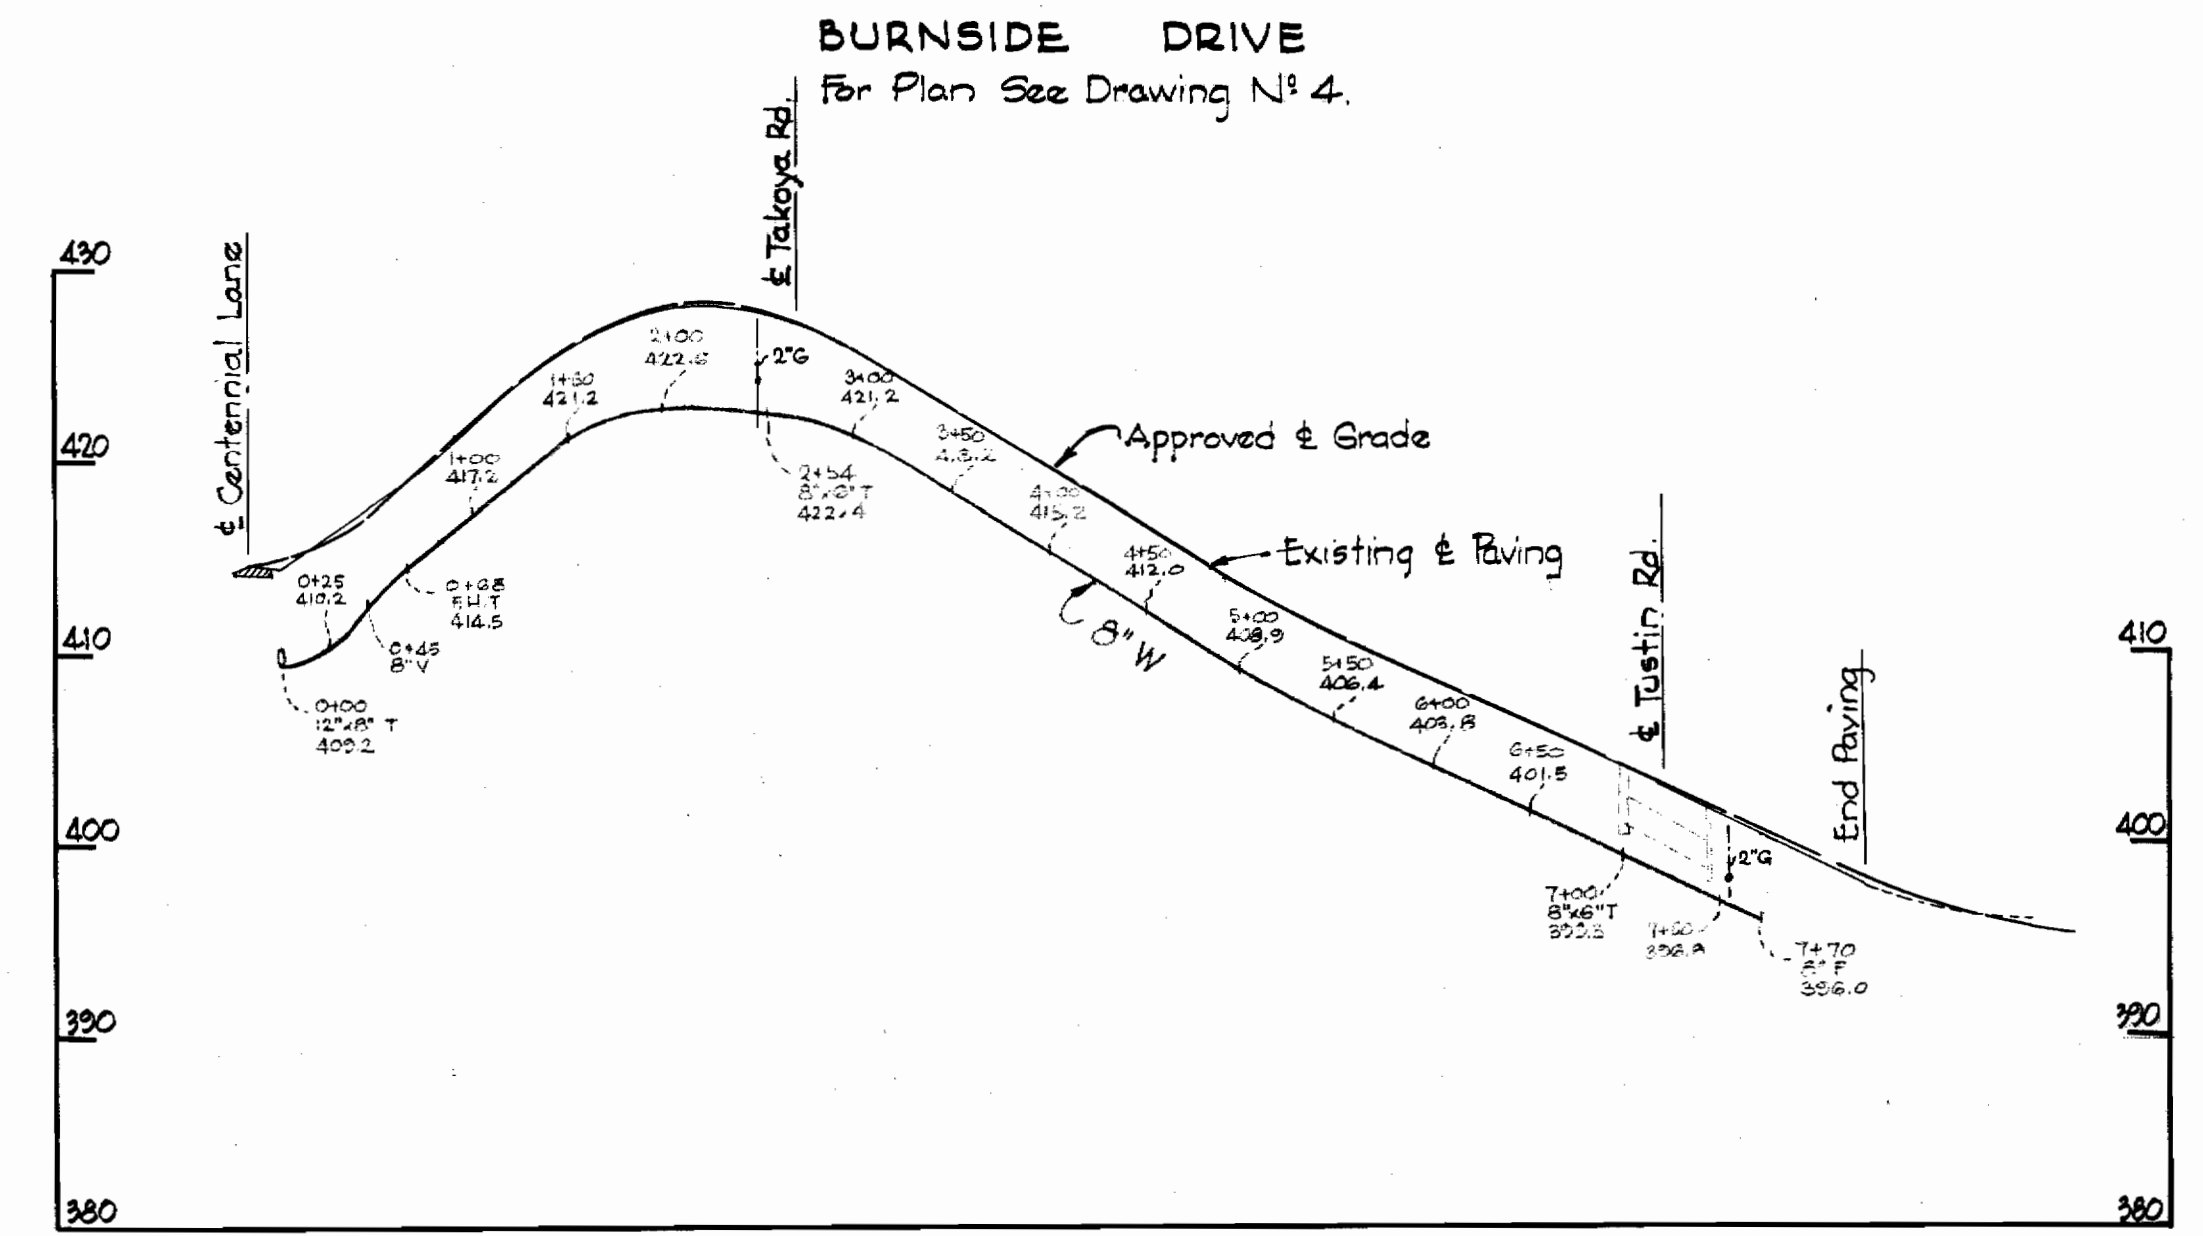 BURNSIDE DRIVE
For Plan See Drawing Nº 4.
℄ Centennial Lane
℄ Takoya Rd.
℄ Tustin Rd.
End Paving
430
420
410
400
390
380
410
400
390
380
0+00
12"x8" T
409.2
0+25
410.2
0+45
8" V
0+68
F.H.T
414.5
1+00
417.2
1+50
421.2
2+00
422.6
2"G
2+54
8"x6" T
422.4
3+00
421.2
3+50
4+00
415.2
4+50
412.0
5+00
408.9
5+50
406.4
6+00
403.8
6+50
401.5
7+00
8"x6" T
399.3
396.9
7+70
8" F
396.0
2"G
Approved ℄ Grade
Existing ℄ Paving
8" W